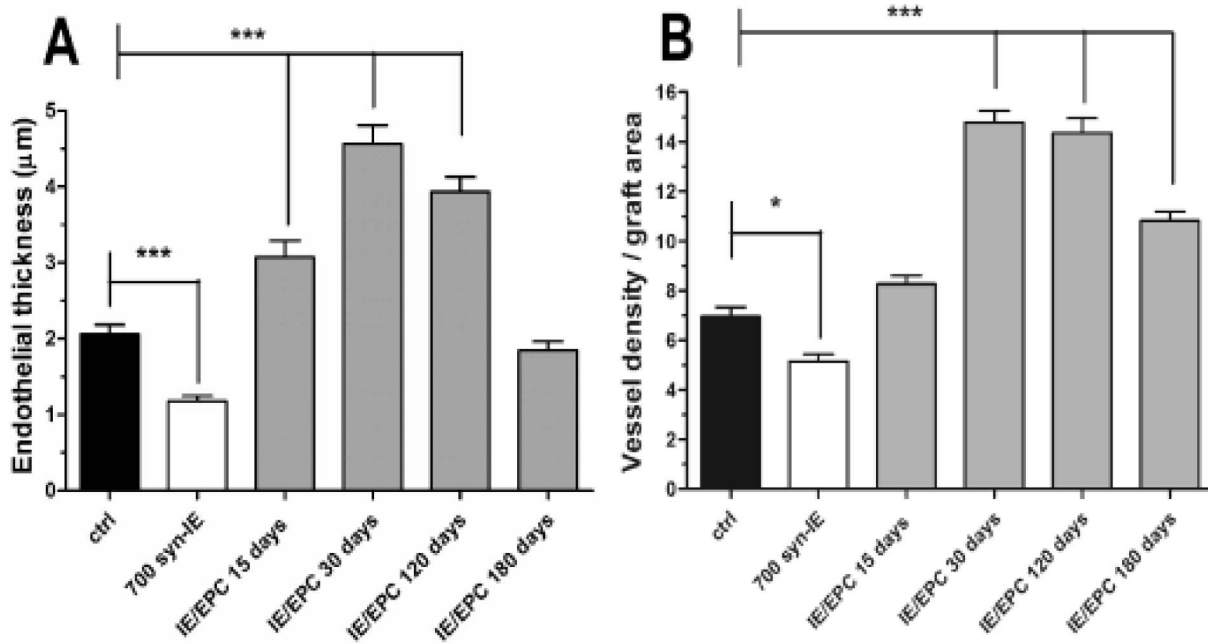 A
***
***
Endothelial thickness (μm)
5
4
3
2
1
0
ctrl
700 syn-IE
IE/EPC 15 days
IE/EPC 30 days
IE/EPC 120 days
IE/EPC 180 days
B
***
*
Vessel density / graft area
16
14
12
10
8
6
4
2
0
ctrl
700 syn-IE
IE/EPC 15 days
IE/EPC 30 days
IE/EPC 120 days
IE/EPC 180 days